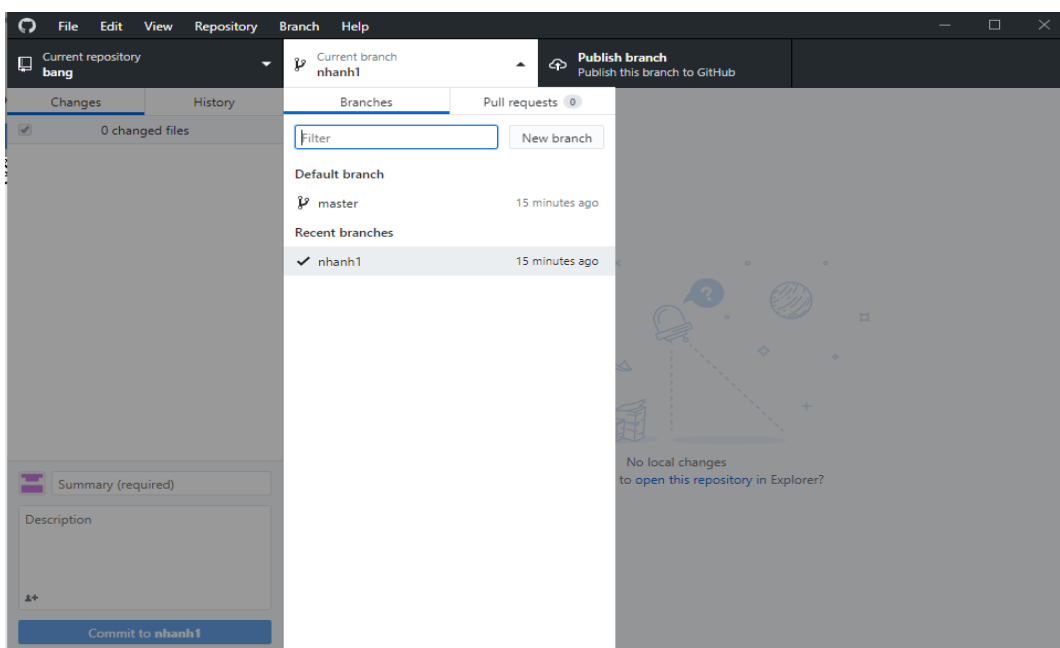 File Edit View Repository Branch Help
Current repository
bang
Current branch
nhanh1
Publish branch
Publish this branch to GitHub
Changes History
0 changed files
Branches Pull requests 0
Filter New branch
Default branch
master 15 minutes ago
Recent branches
nhanh1 15 minutes ago
?
No local changes
to open this repository in Explorer?
Summary (required)
Description
Commit to nhanh1